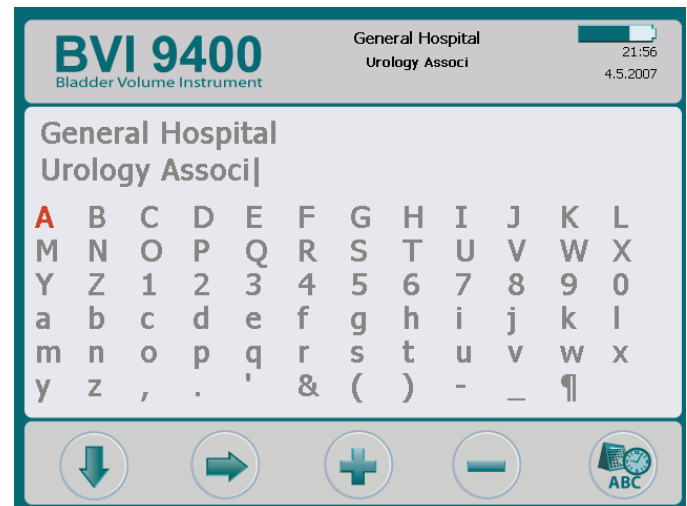 BVI 9400
Bladder Volume Instrument
General Hospital
Urology Associ
21:56
4.5.2007
General Hospital
Urology Associ|
A B C D E F G H I J K L
M N O P Q R S T U V W X
Y Z 1 2 3 4 5 6 7 8 9 0
a b c d e f g h i j k l
m n o p q r s t u v w x
y z , . ' & ( ) - _ ¶
ABC